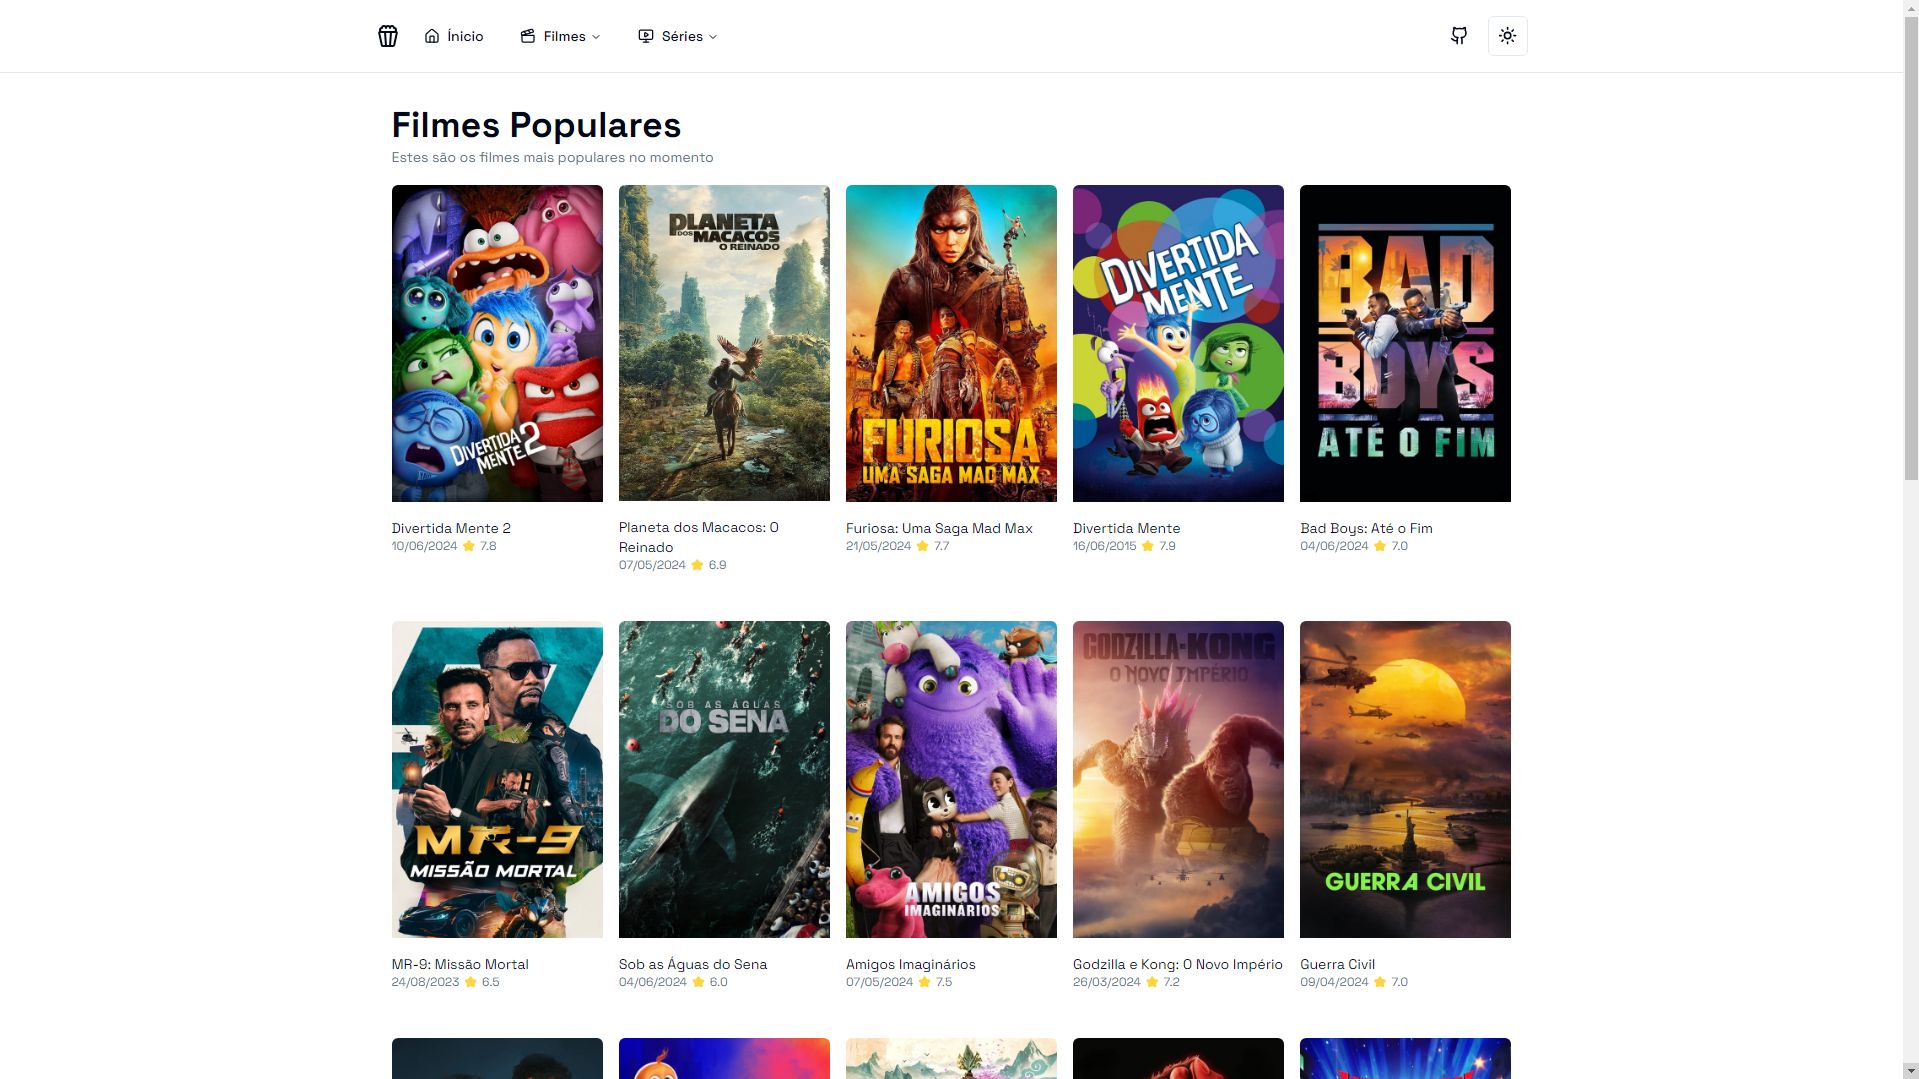 Ínicio
Filmes
Séries
Filmes Populares
Estes são os filmes mais populares no momento
DIVERTIDA
MENTE 2
PLANETA
DOS MACACOS
O REINADO
FURIOSA
UMA SAGA MAD MAX
DIVERTIDA
MENTE
BAD
BOYS
ATÉ O FIM
Divertida Mente 2
10/06/2024 7.8
Planeta dos Macacos: O
Reinado
07/05/2024 6.9
Furiosa: Uma Saga Mad Max
21/05/2024 7.7
Divertida Mente
16/06/2015 7.9
Bad Boys: Até o Fim
04/06/2024 7.0
MR-9
MISSÃO MORTAL
SOB AS ÁGUAS
DO SENA
AMIGOS
IMAGINÁRIOS
GODZILLA-KONG
O NOVO IMPÉRIO
GUERRA CIVIL
MR-9: Missão Mortal
24/08/2023 6.5
Sob as Águas do Sena
04/06/2024 6.0
Amigos Imaginários
07/05/2024 7.5
Godzilla e Kong: O Novo Império
26/03/2024 7.2
Guerra Civil
09/04/2024 7.0